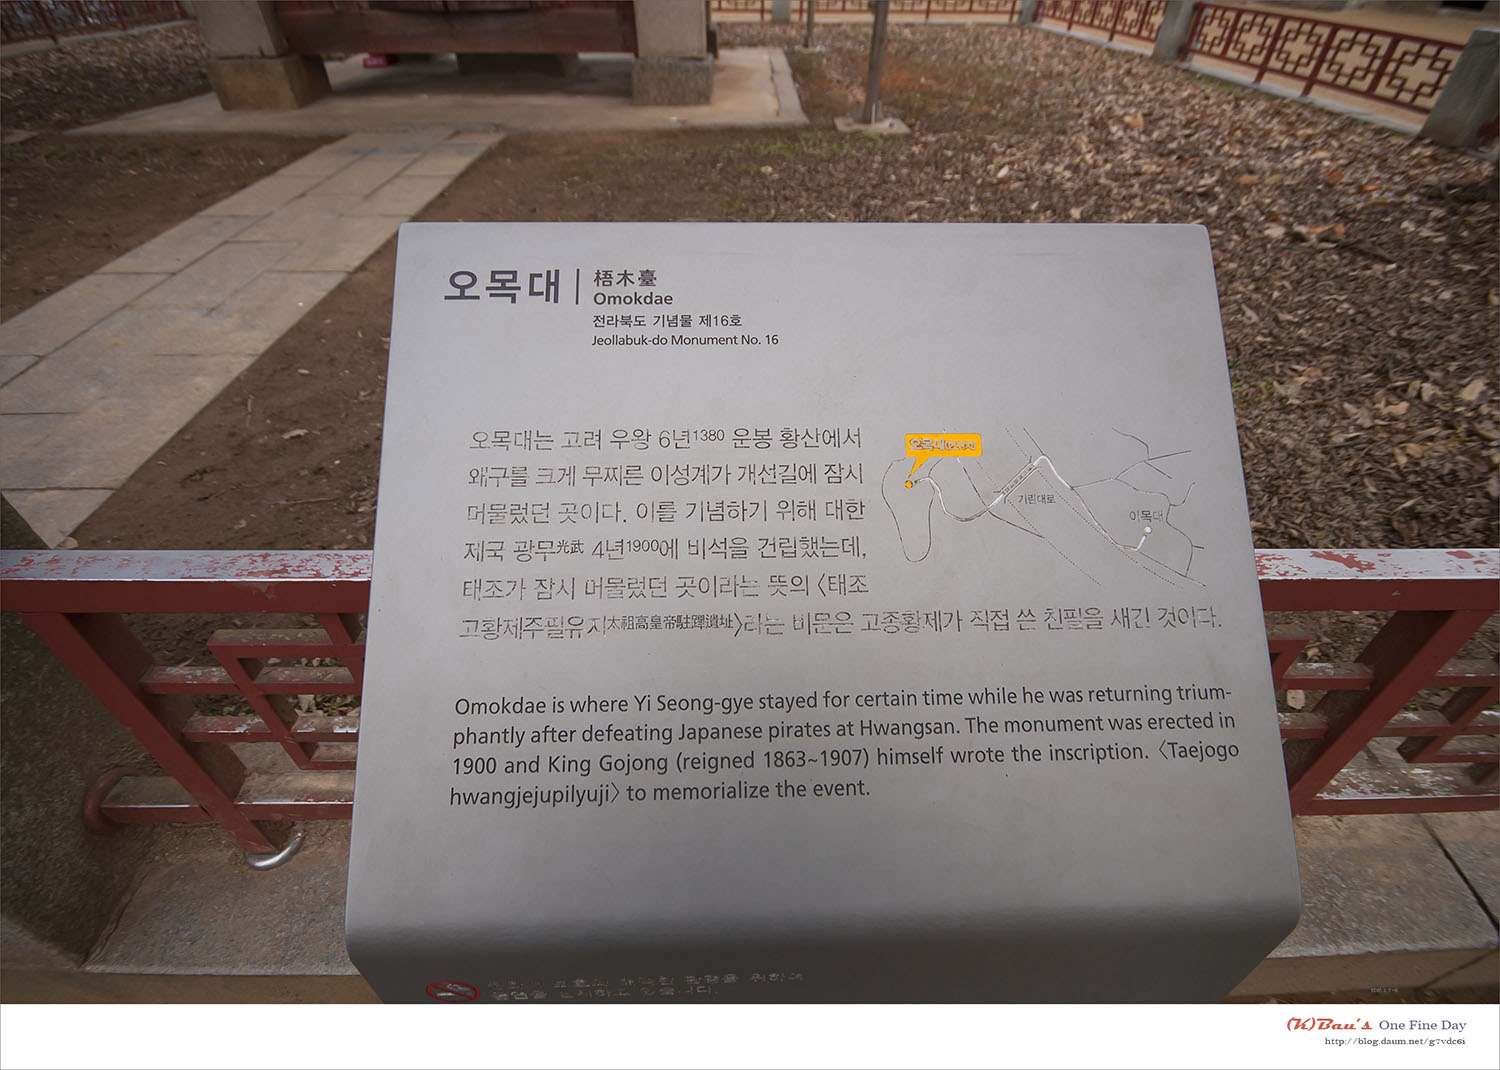 오목대
梧木臺
Omokdae
전라북도 기념물 제16호
Jeollabuk-do Monument No. 16
오목대는 고려 우왕 6년1380 운봉 황산에서
왜구를 크게 무찌른 이성계가 개선길에 잠시
머물렀던 곳이다. 이를 기념하기 위해 대한
제국 광무光武 4년1900에 비석을 건립했는데,
태조가 잠시 머물렀던 곳이라는 뜻의 〈태조
고황제주필유지太祖高皇帝駐蹕遺址〉라는 비문은 고종황제가 직접 쓴 친필을 새긴 것이다.
오목대
기린대로
이목대
Omokdae is where Yi Seong-gye stayed for certain time while he was returning trium-
phantly after defeating Japanese pirates at Hwangsan. The monument was erected in
1900 and King Gojong (reigned 1863~1907) himself wrote the inscription. 〈Taejogo
hwangjejupilyuji〉 to memorialize the event.
(K)Bau's One Fine Day
http://blog.daum.net/g7vdc6i